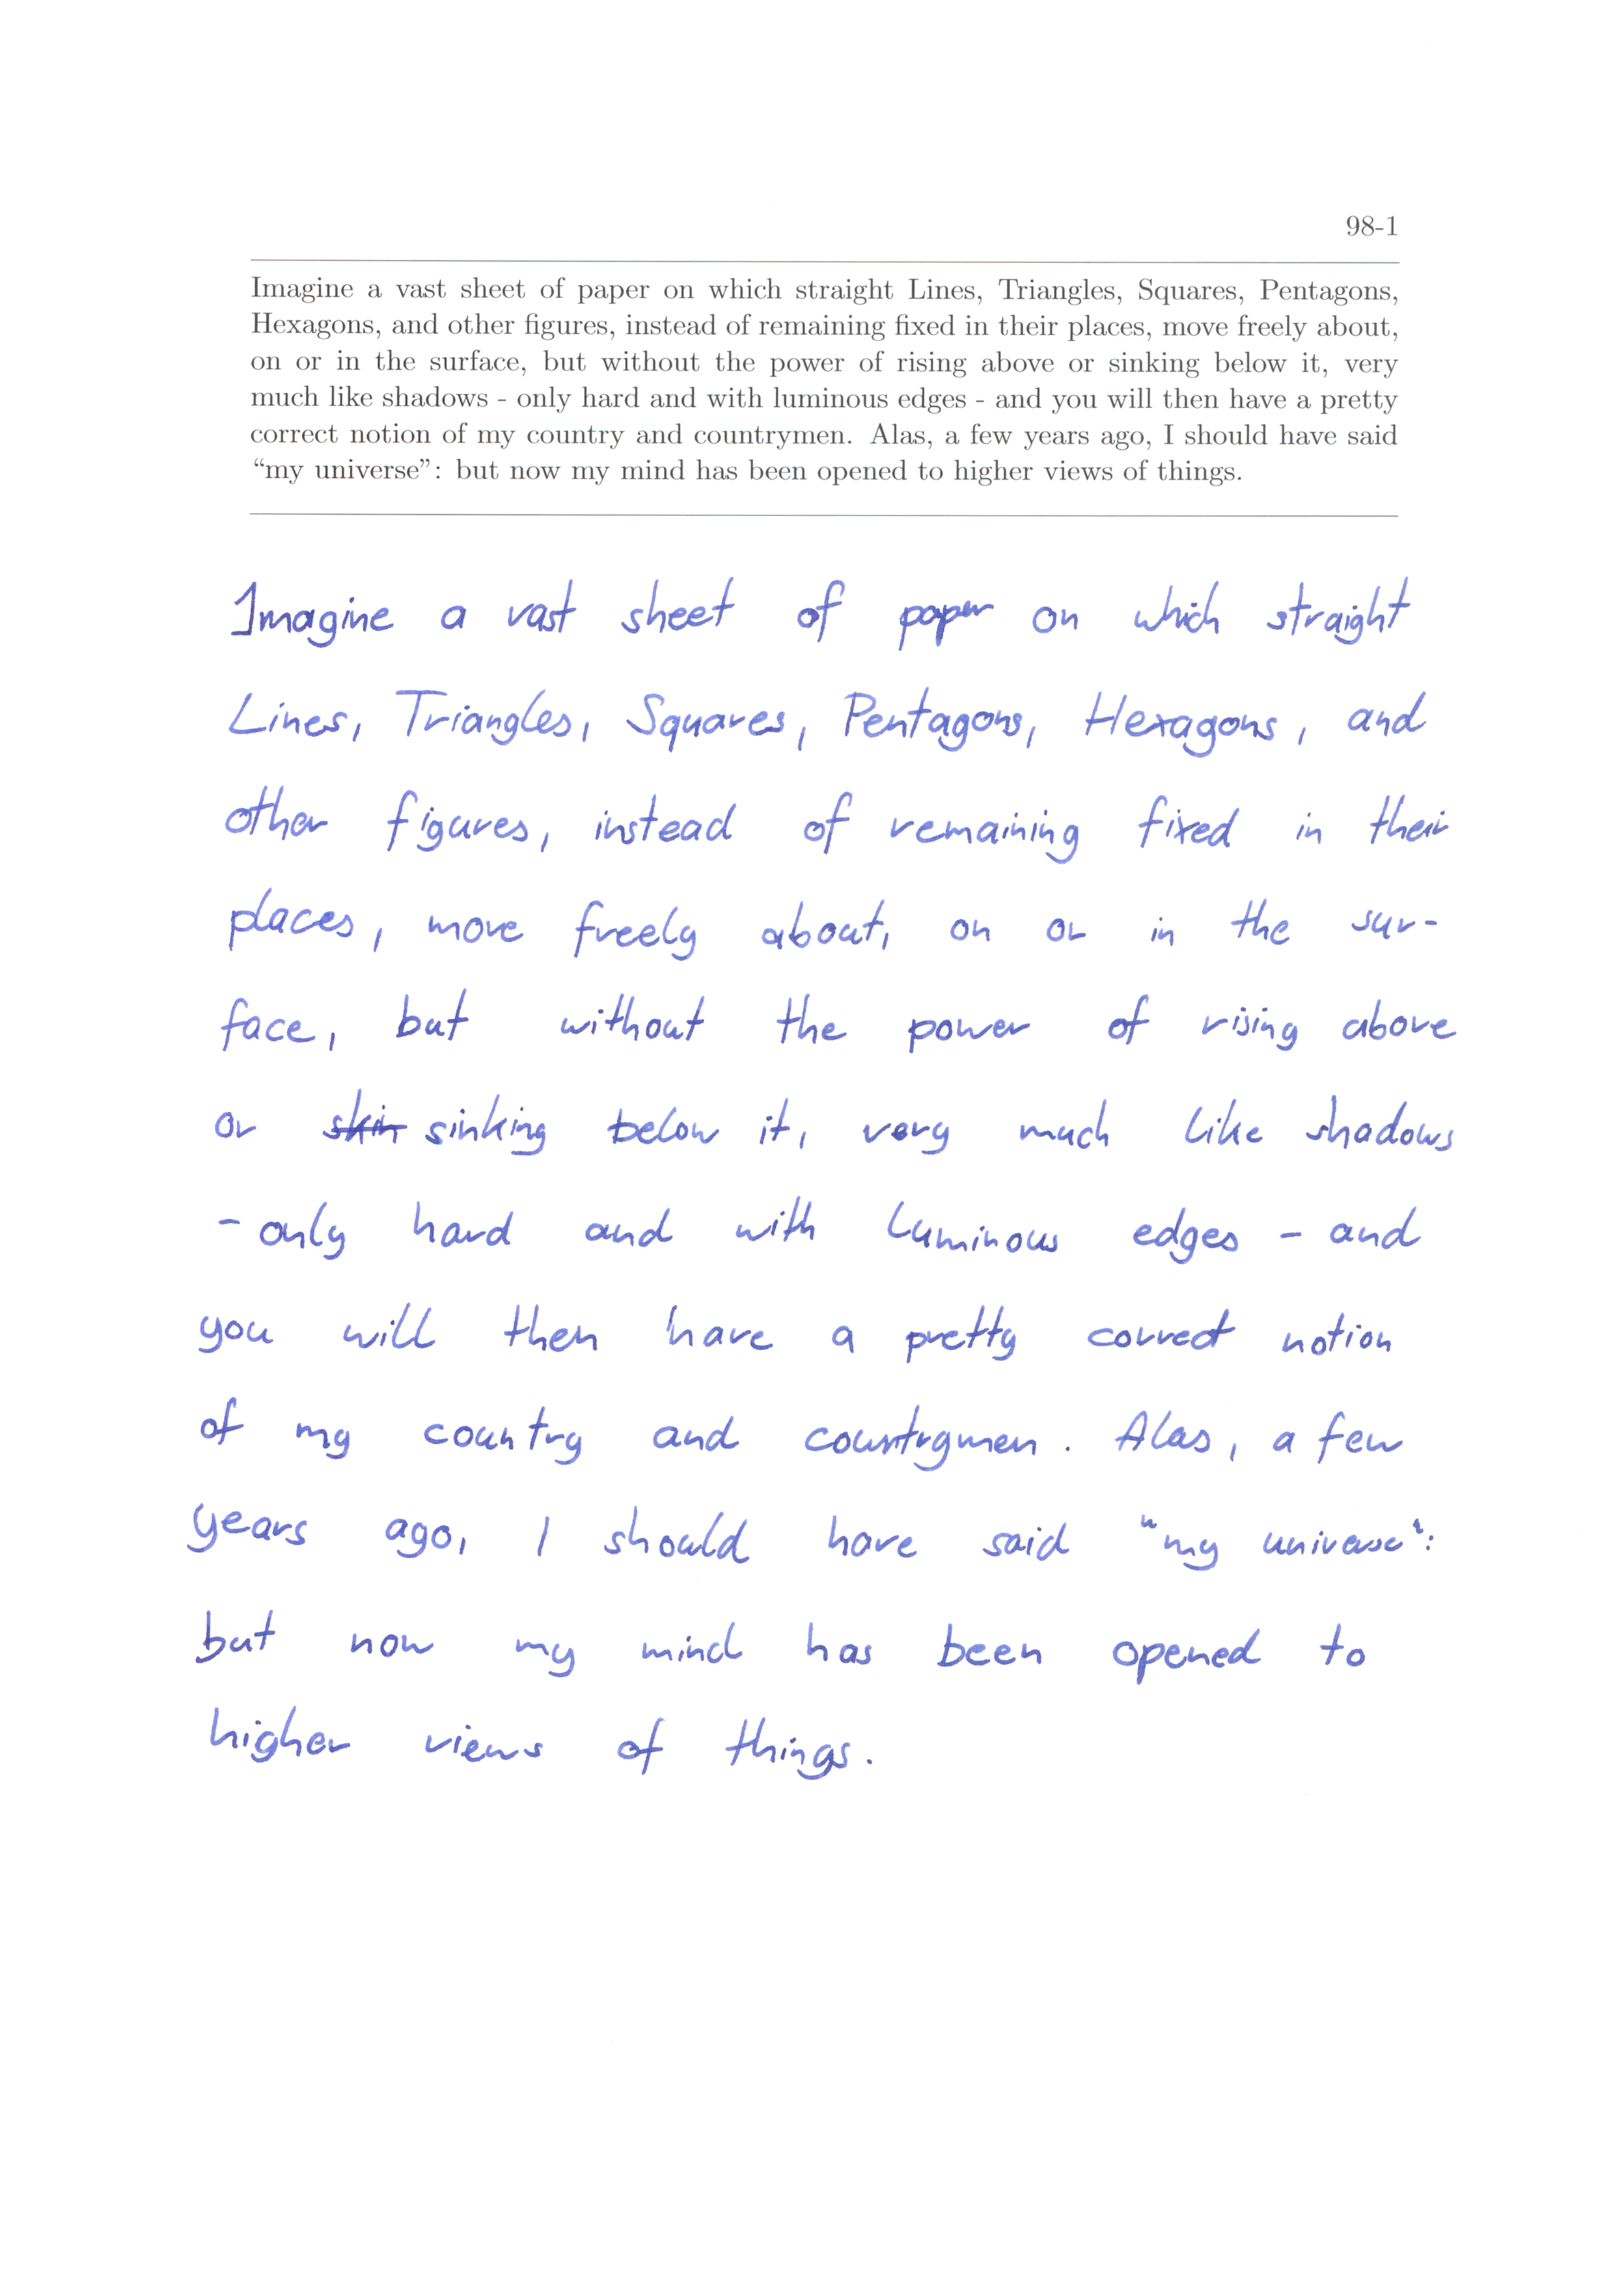 98-1
Imagine a vast sheet of paper on which straight Lines, Triangles, Squares, Pentagons,
Hexagons, and other figures, instead of remaining fixed in their places, move freely about,
on or in the surface, but without the power of rising above or sinking below it, very
much like shadows - only hard and with luminous edges - and you will then have a pretty
correct notion of my country and countrymen. Alas, a few years ago, I should have said
“my universe”: but now my mind has been opened to higher views of things.
Imagine a vast sheet of paper on which straight
Lines, Triangles, Squares, Pentagons, Hexagons, and
other figures, instead of remaining fixed in their
places, move freely about, on or in the sur-
face, but without the power of rising above
or skin sinking below it, very much like shadows
- only hard and with luminous edges - and
you will then have a pretty correct notion
of my country and countrymen. Alas, a few
years ago, I should have said "my universe":
but now my mind has been opened to
higher views of things.